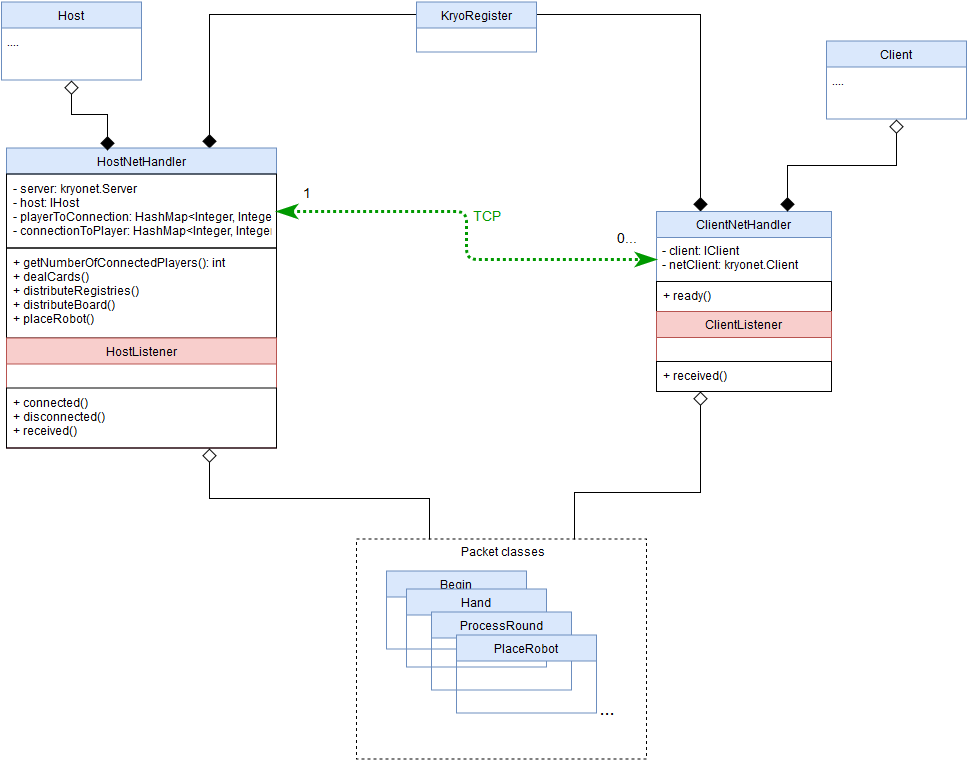 Host
....
KryoRegister
Client
....
HostNetHandler
- server: kryonet.Server
- host: IHost
- playerToConnection: HashMap<Integer, Intege
- connectionToPlayer: HashMap<Integer, Intege
+ getNumberOfConnectedPlayers(): int
+ dealCards()
+ distributeRegistries()
+ distributeBoard()
+ placeRobot()
HostListener
+ connected()
+ disconnected()
+ received()
1
TCP
0...
ClientNetHandler
- client: IClient
- netClient: kryonet.Client
+ ready()
ClientListener
+ received()
Packet classes
Begin
Hand
ProcessRound
PlaceRobot
...